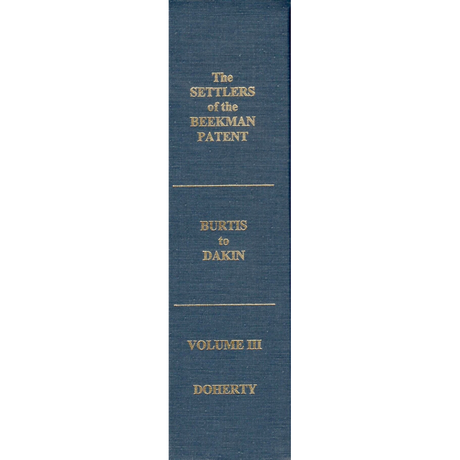 The
SETTLERS
of the
BEEKMAN
PATENT
BURTIS
to
DAKIN
VOLUME III
DOHERTY